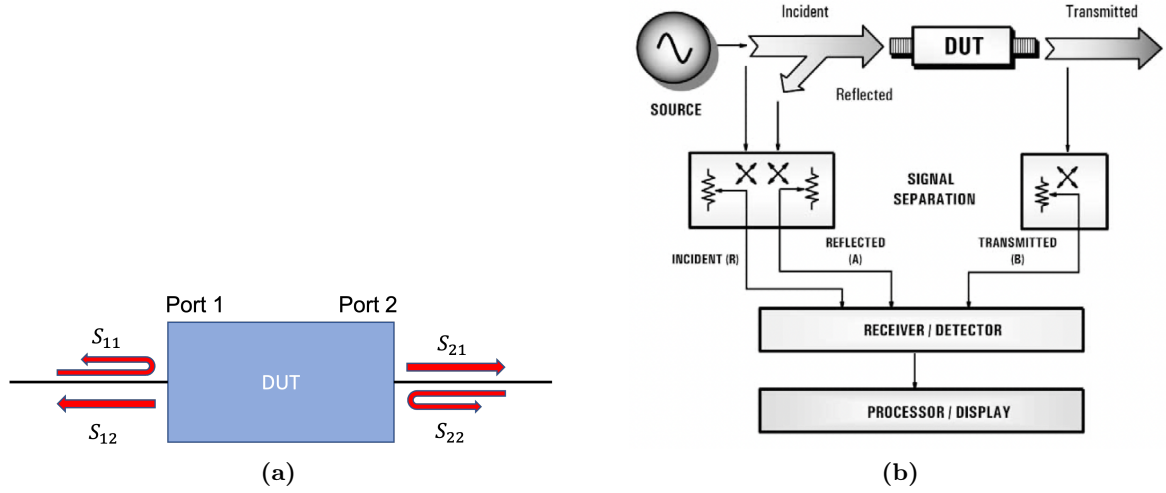 Port 1
Port 2
S₁₁
S₂₁
DUT
S₁₂
S₂₂
(a)
Incident
Transmitted
DUT
Reflected
SOURCE
SIGNAL
SEPARATION
INCIDENT (R)
REFLECTED
(A)
TRANSMITTED
(B)
RECEIVER / DETECTOR
PROCESSOR / DISPLAY
(b)